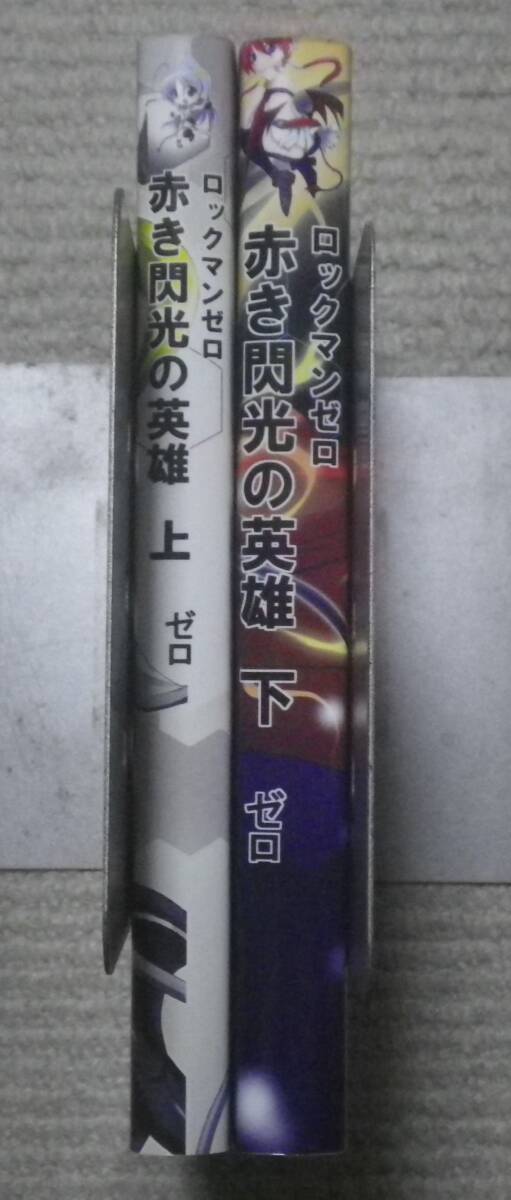 ロックマンゼロ
赤き閃光の英雄 上
ゼロ
ロックマンゼロ
赤き閃光の英雄 下
ゼロ